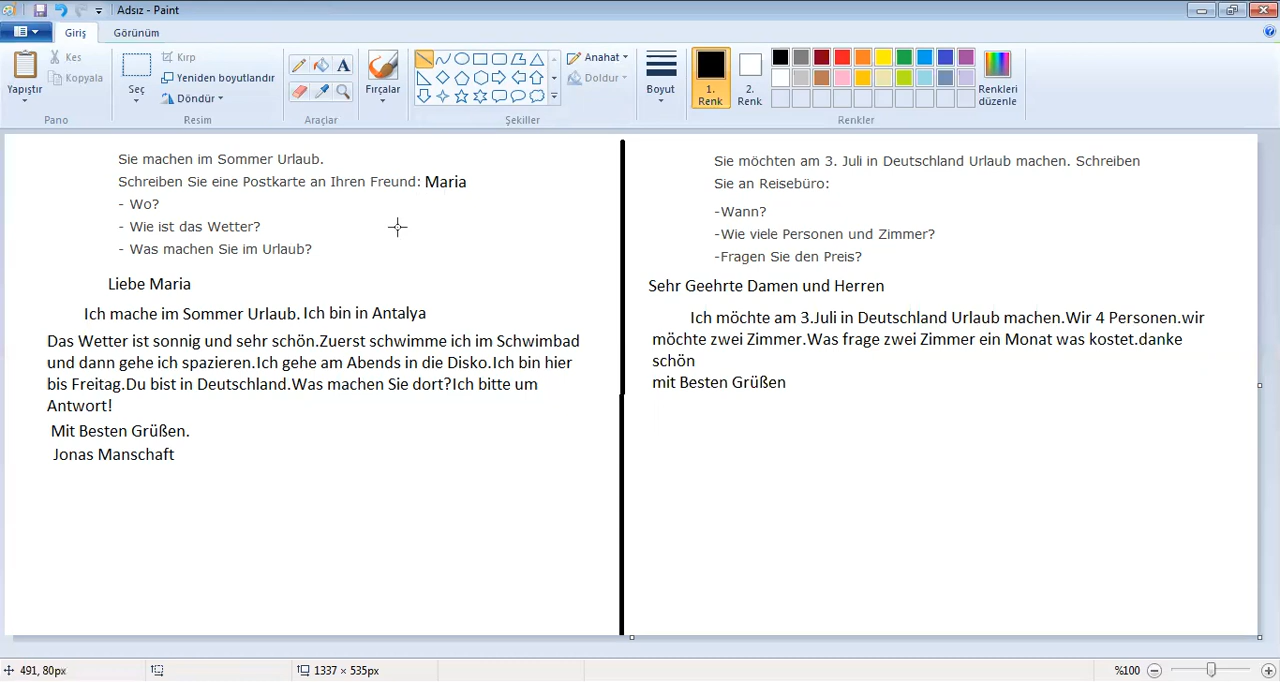 Adsız - Paint
Giriş
Görünüm
Yapıştır
Kes
Kopyala
Pano
Seç
Kırp
Yeniden boyutlandır
Döndür
Resim
A
Araçlar
Fırçalar
Şekiller
Anahat
Doldur
Boyut
1.
Renk
2.
Renk
Renkler
Renkleri
düzenle
Sie machen im Sommer Urlaub.
Schreiben Sie eine Postkarte an Ihren Freund: Maria
- Wo?
- Wie ist das Wetter?
- Was machen Sie im Urlaub?
Liebe Maria
Ich mache im Sommer Urlaub. Ich bin in Antalya
Das Wetter ist sonnig und sehr schön.Zuerst schwimme ich im Schwimbad
und dann gehe ich spazieren.Ich gehe am Abends in die Disko.Ich bin hier
bis Freitag.Du bist in Deutschland.Was machen Sie dort?Ich bitte um
Antwort!
Mit Besten Grüßen.
Jonas Manschaft
Sie möchten am 3. Juli in Deutschland Urlaub machen. Schreiben
Sie an Reisebüro:
-Wann?
-Wie viele Personen und Zimmer?
-Fragen Sie den Preis?
Sehr Geehrte Damen und Herren
Ich möchte am 3.Juli in Deutschland Urlaub machen.Wir 4 Personen.wir
möchte zwei Zimmer.Was frage zwei Zimmer ein Monat was kostet.danke
schön
mit Besten Grüßen
491, 80px
1337 × 535px
%100